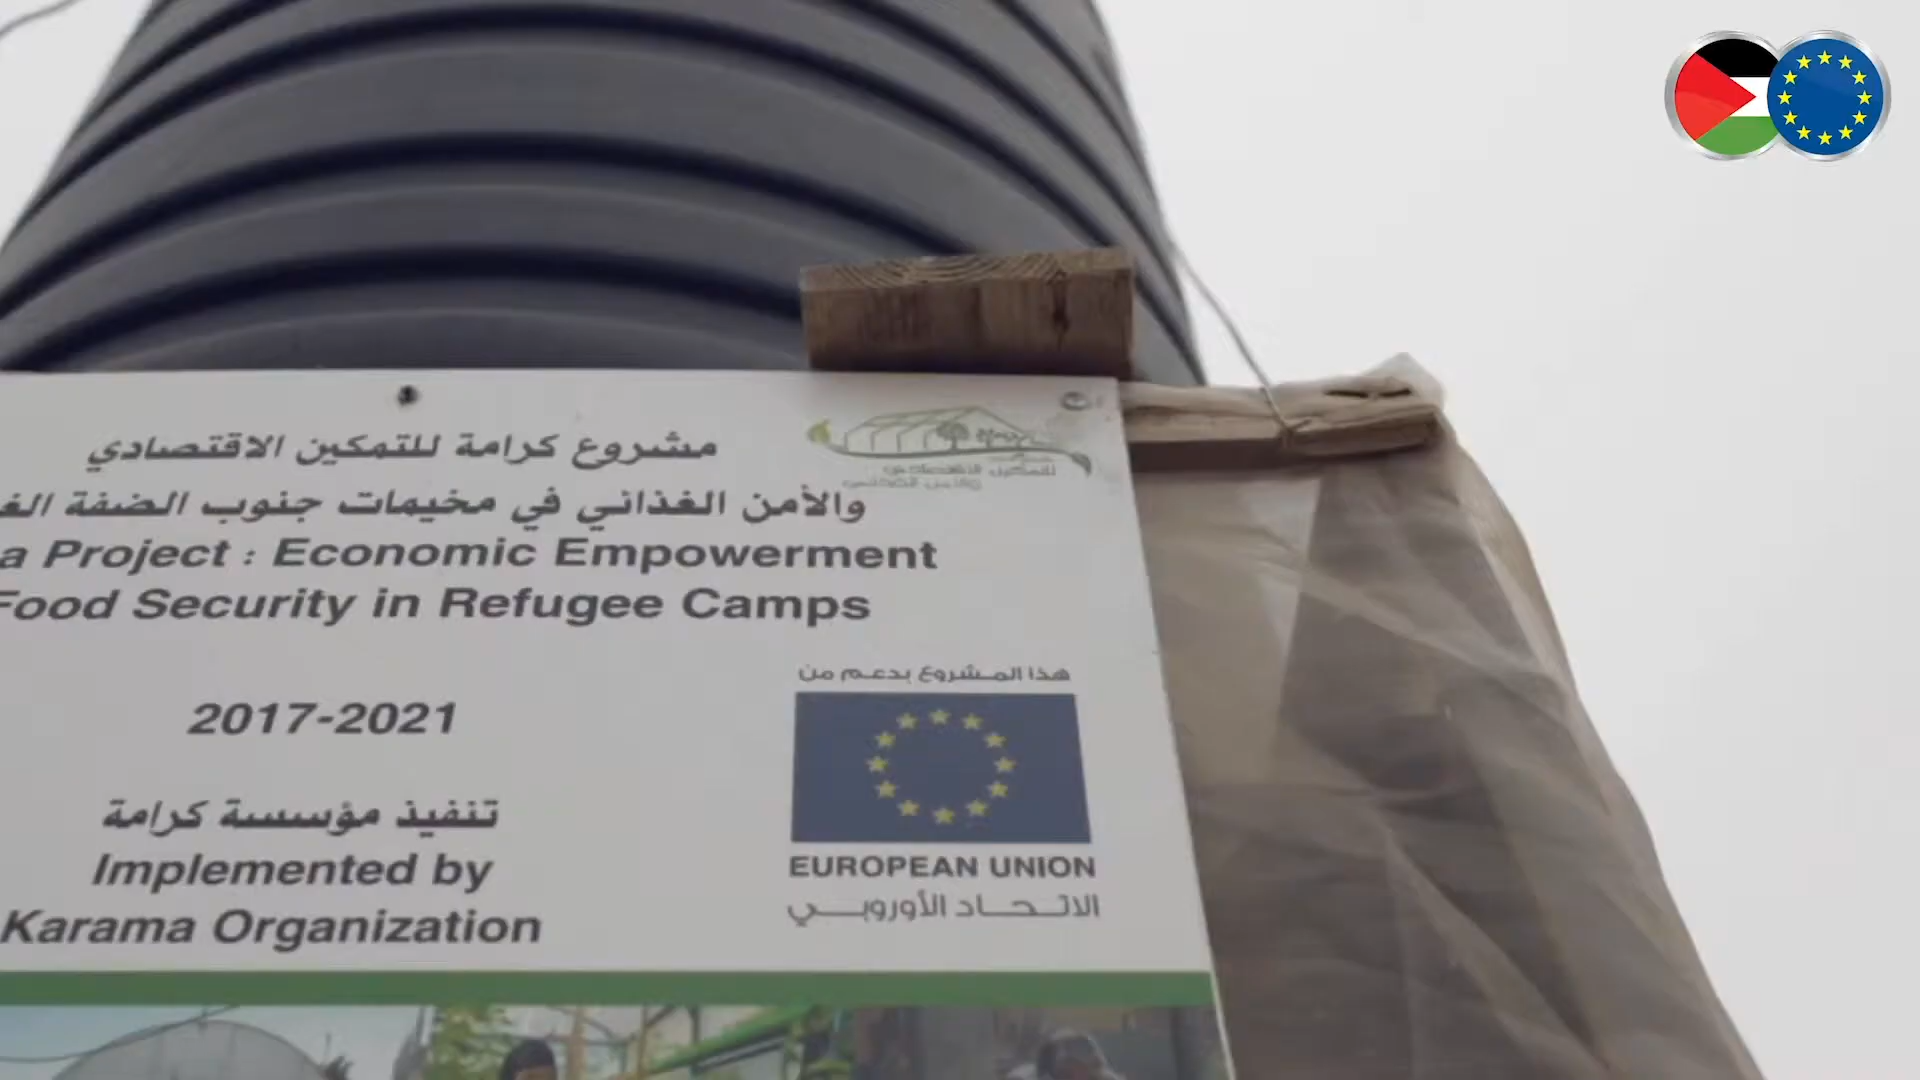 مشروع كرامة للتمكين الاقتصادي
والأمن الغذائي في مخيمات جنوب الضفة
a Project : Economic Empowerment
Food Security in Refugee Camps
2017-2021
تنفيذ مؤسسة كرامة
Implemented by
Karama Organization
هذا المشروع بدعم من
EUROPEAN UNION
الاتحاد الأوروبي